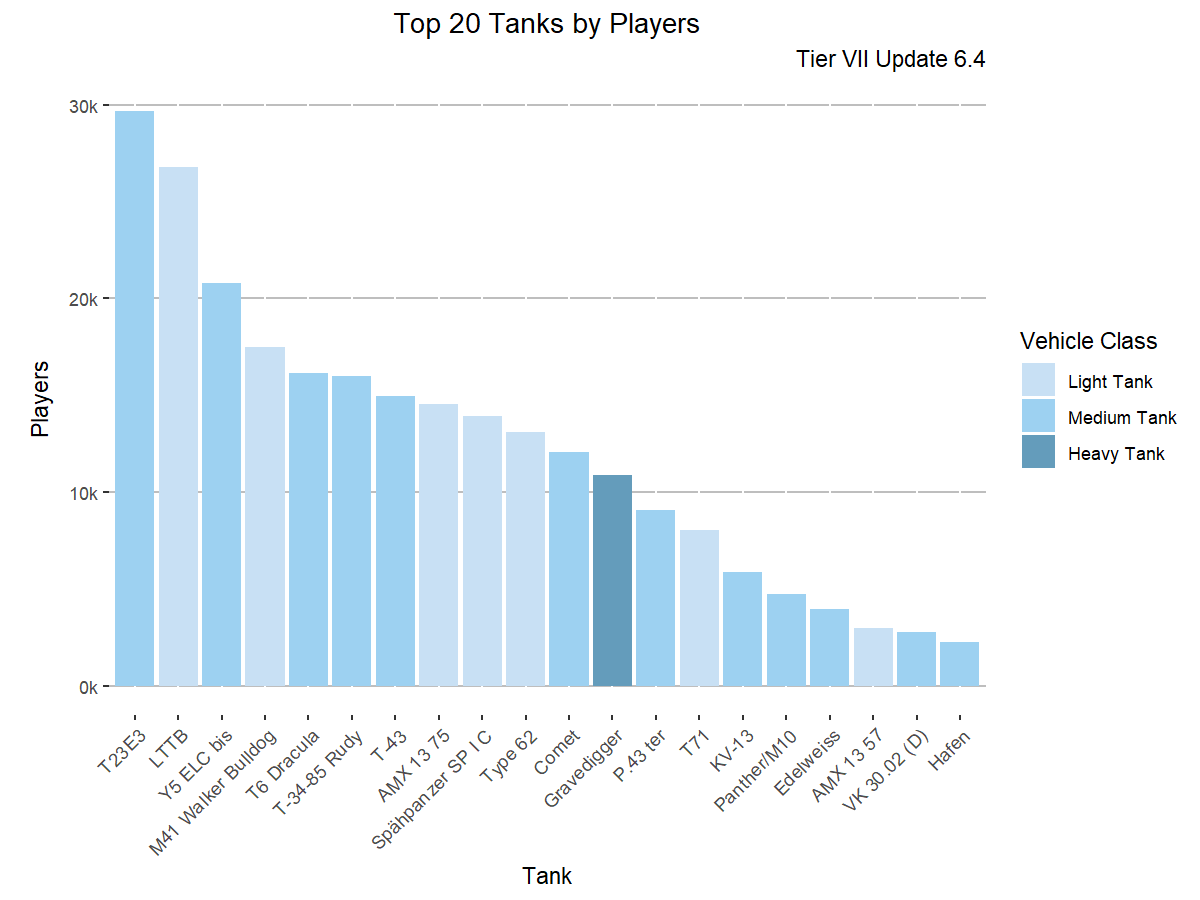 Top 20 Tanks by Players
Tier VII Update 6.4
30k
20k
10k
0k
Players
T23E3
LTTB
Y5 ELC bis
M41 Walker Bulldog
T6 Dracula
T-34-85 Rudy
T-43
AMX 13 75
Spähpanzer SP I C
Type 62
Comet
Gravedigger
P.43 ter
T71
KV-13
Panther/M10
Edelweiss
AMX 13 57
VK 30.02 (D)
Hafen
Tank
Vehicle Class
Light Tank
Medium Tank
Heavy Tank